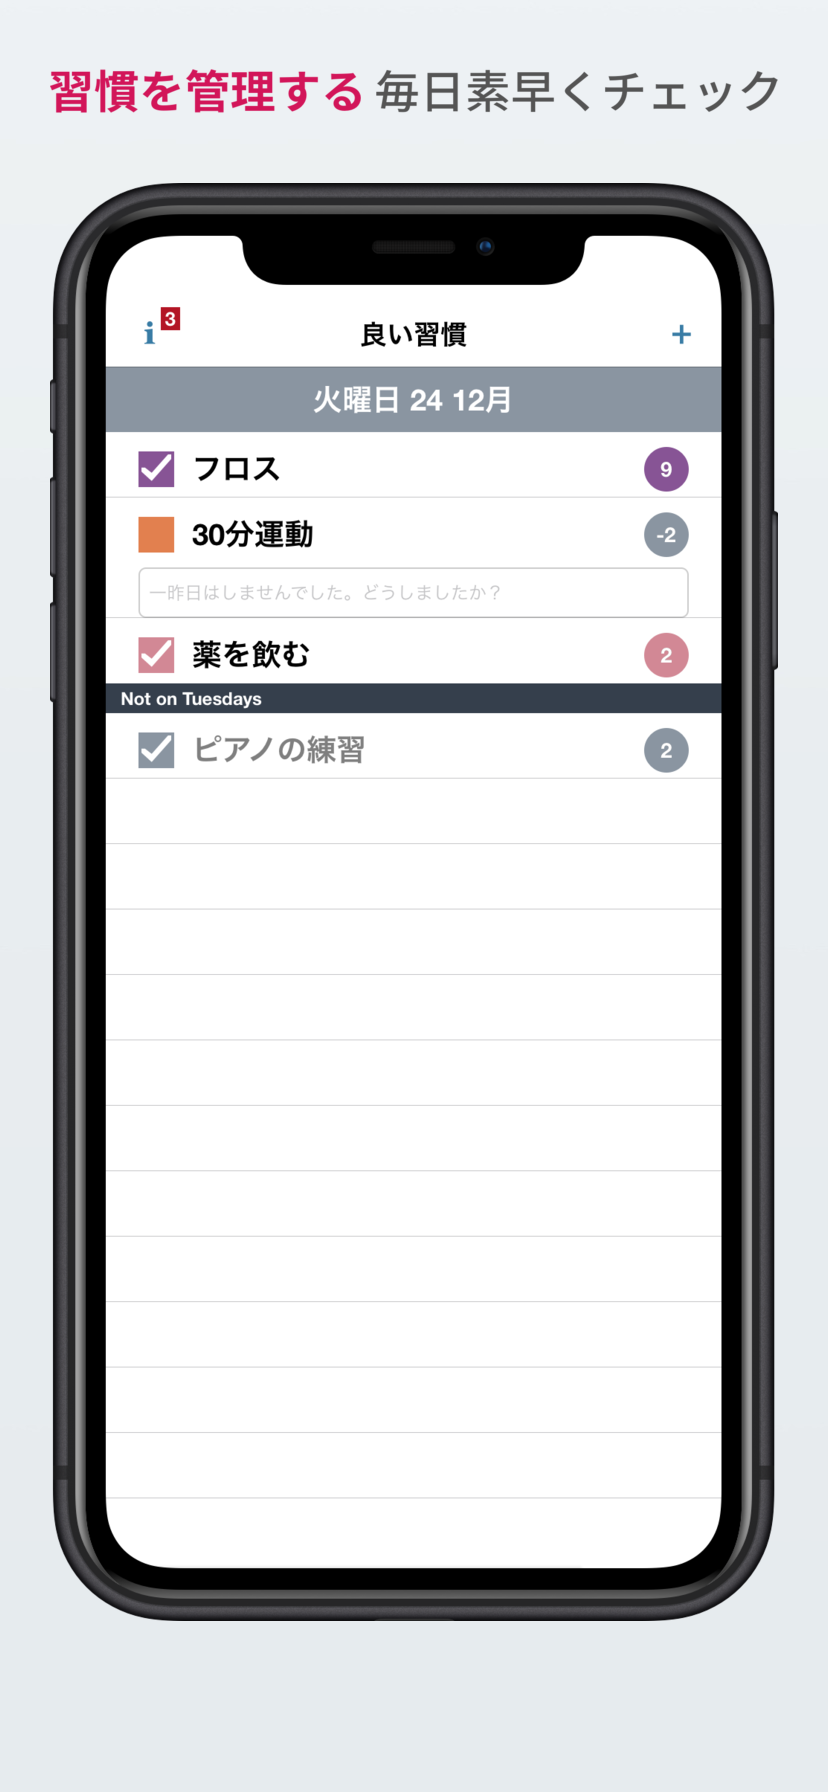 習慣を管理する 毎日素早くチェック
i 3
良い習慣
+
火曜日 24 12月
フロス 9
30分運動 -2
一昨日はしませんでした。どうしましたか？
薬を飲む 2
Not on Tuesdays
ピアノの練習 2